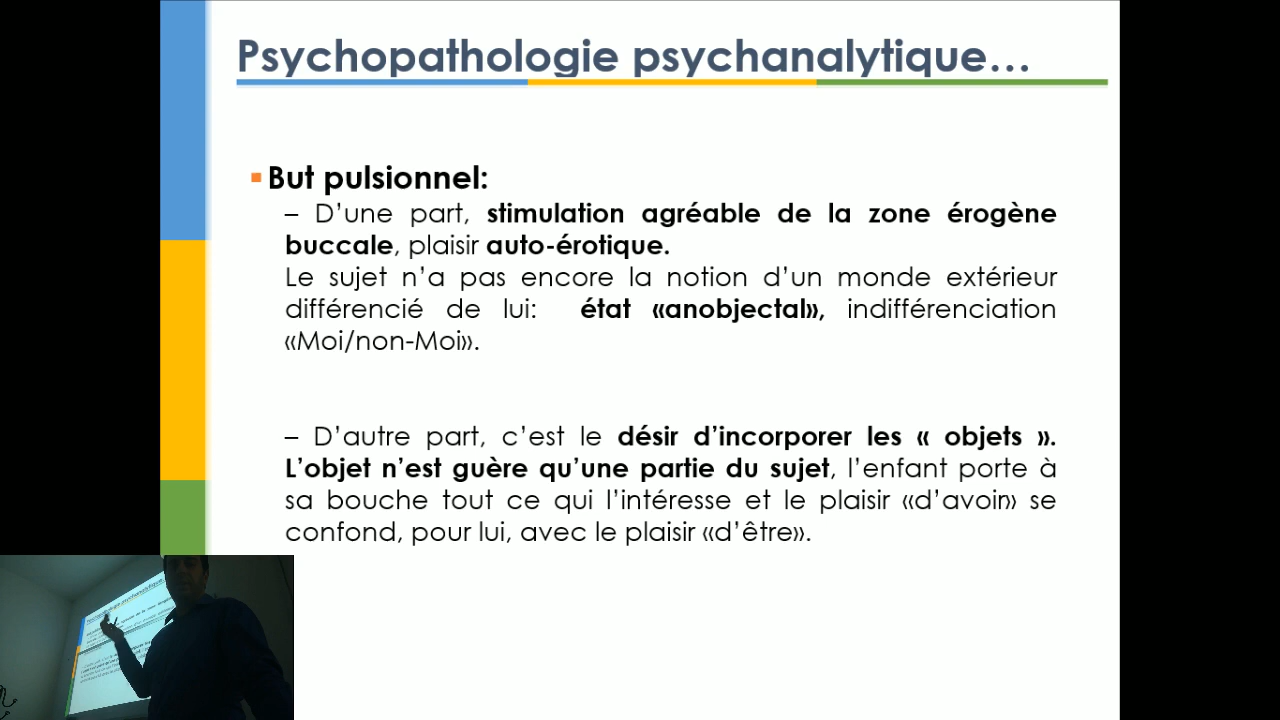 Psychopathologie psychanalytique…
But pulsionnel:
– D’une part, stimulation agréable de la zone érogène
buccale, plaisir auto-érotique.
Le sujet n’a pas encore la notion d’un monde extérieur
différencié de lui: état «anobjectal», indifférenciation
«Moi/non-Moi».
– D’autre part, c’est le désir d’incorporer les « objets ».
L’objet n’est guère qu’une partie du sujet, l’enfant porte à
sa bouche tout ce qui l’intéresse et le plaisir «d’avoir» se
confond, pour lui, avec le plaisir «d’être».